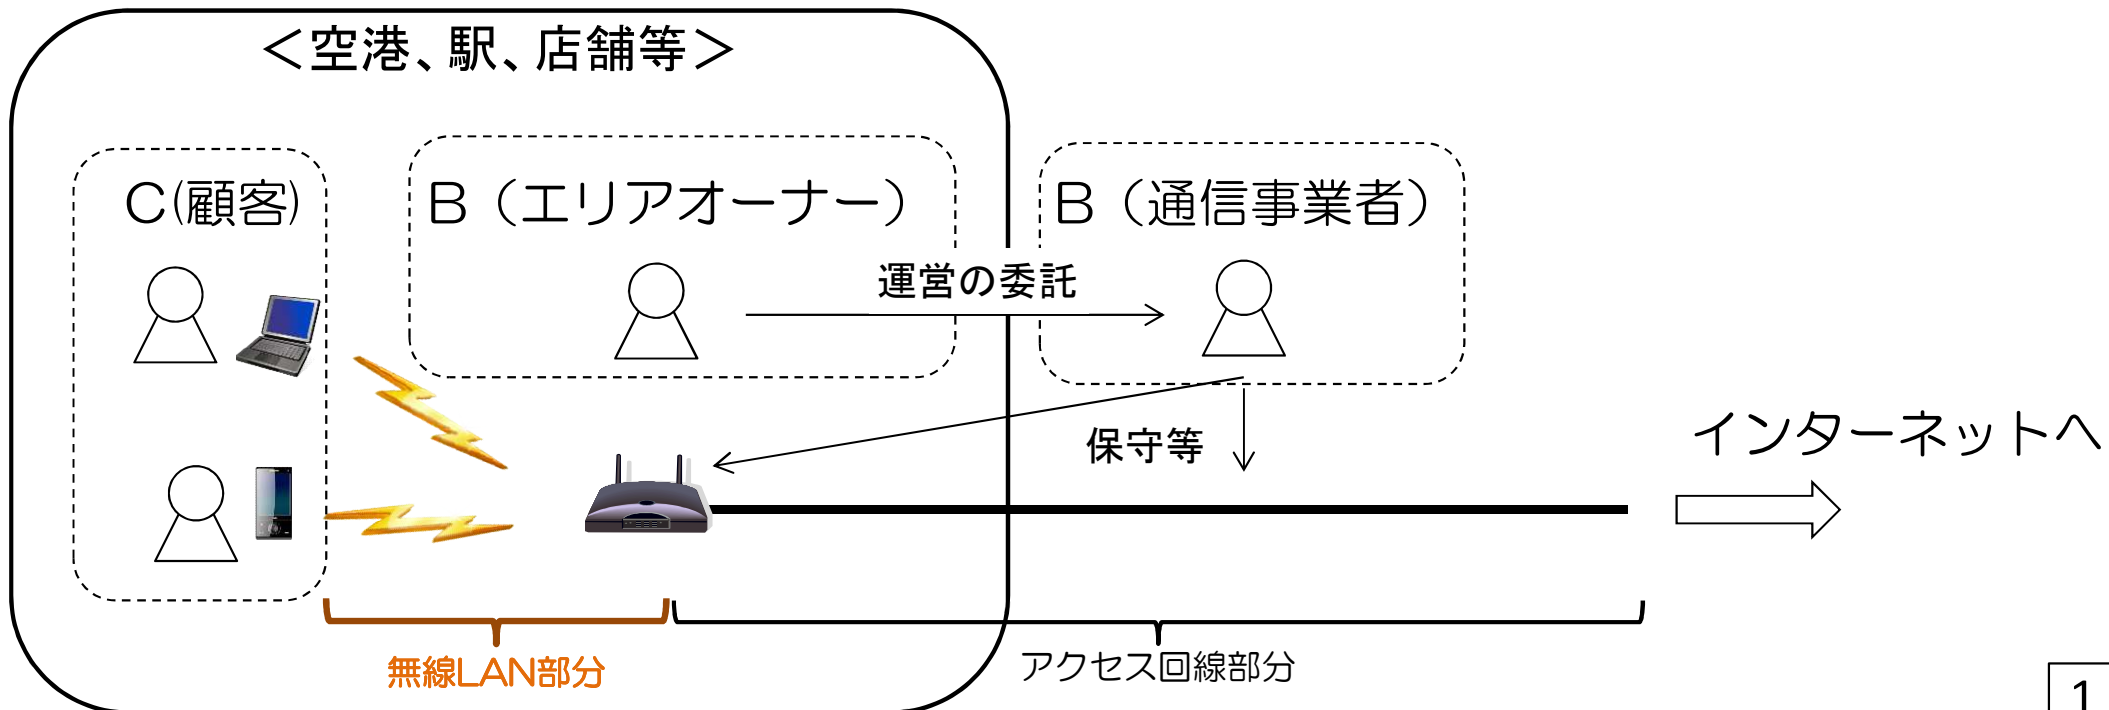 ＜空港、駅、店舗等＞
C(顧客)
B（エリアオーナー）
B（通信事業者）
運営の委託
保守等
インターネットへ
無線LAN部分
アクセス回線部分
1